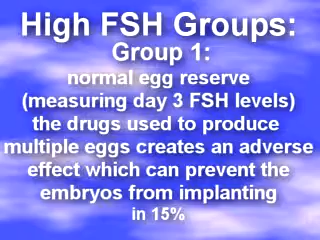 High FSH Groups:
Group 1:
normal egg reserve
(measuring day 3 FSH levels)
the drugs used to produce
multiple eggs creates an adverse
effect which can prevent the
embryos from implanting
in 15%